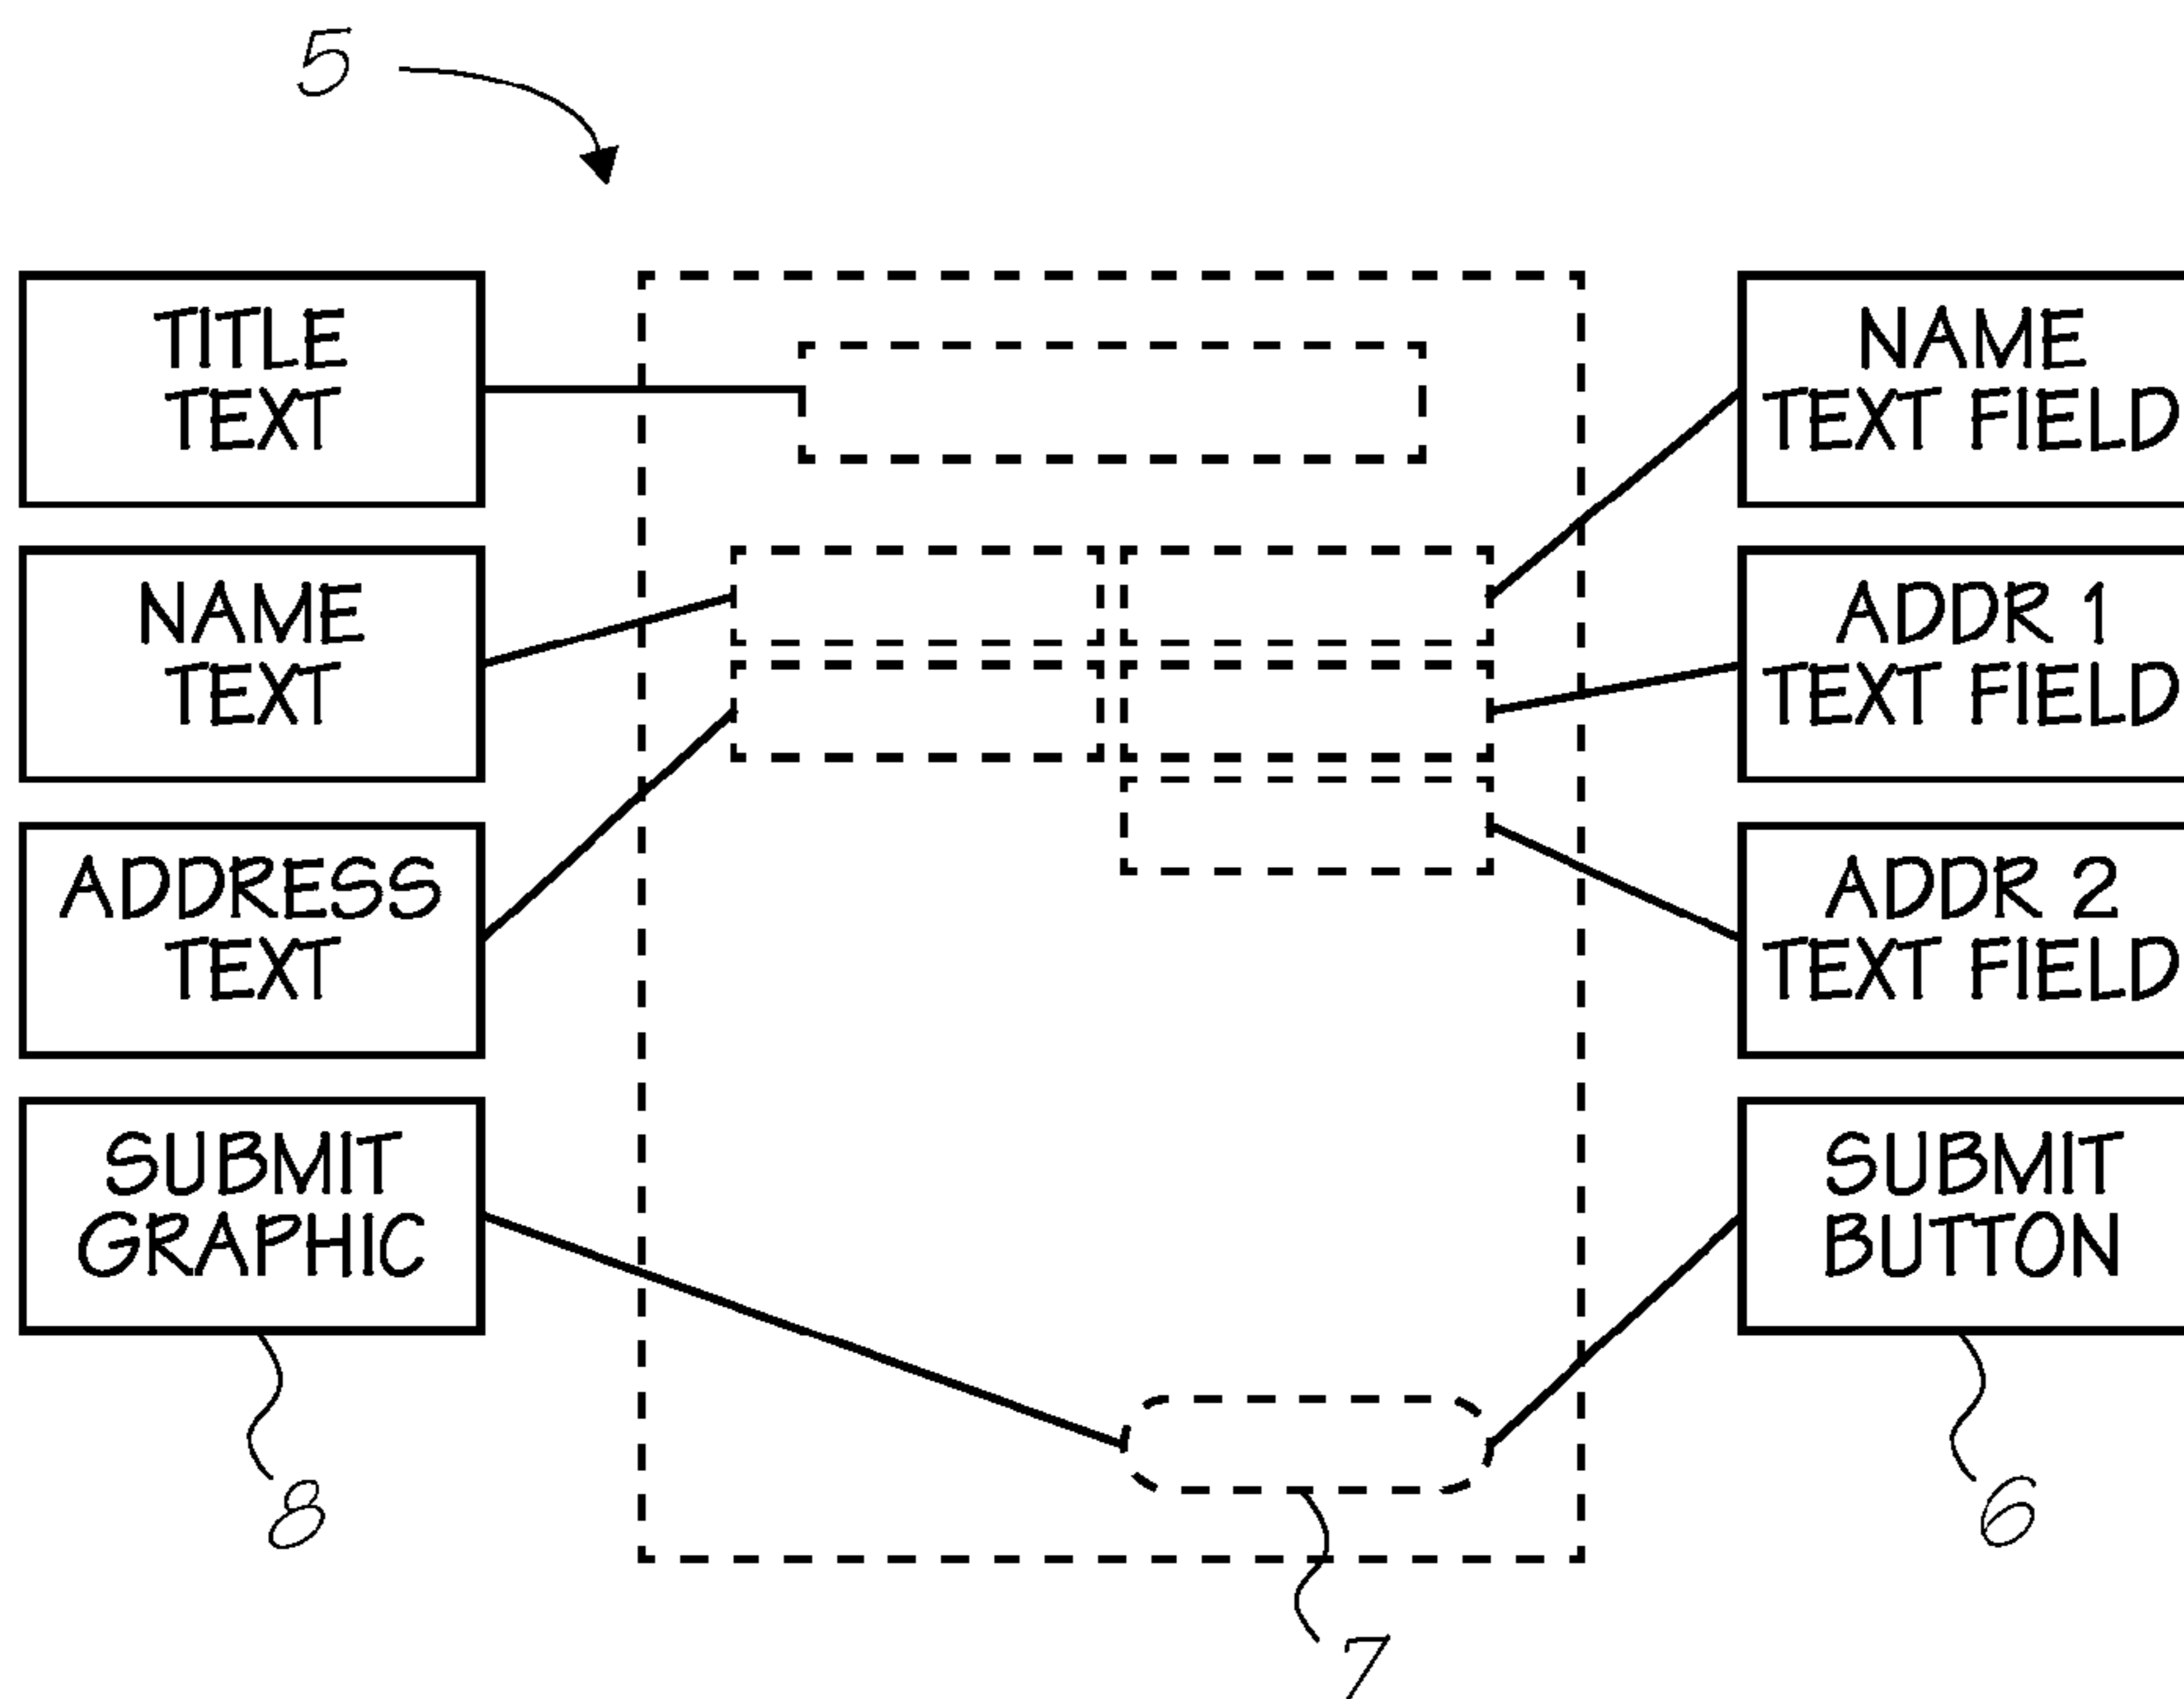 5
TITLE
TEXT
NAME
TEXT
ADDRESS
TEXT
SUBMIT
GRAPHIC
8
NAME
TEXT FIELD
ADDR 1
TEXT FIELD
ADDR 2
TEXT FIELD
SUBMIT
BUTTON
6
7